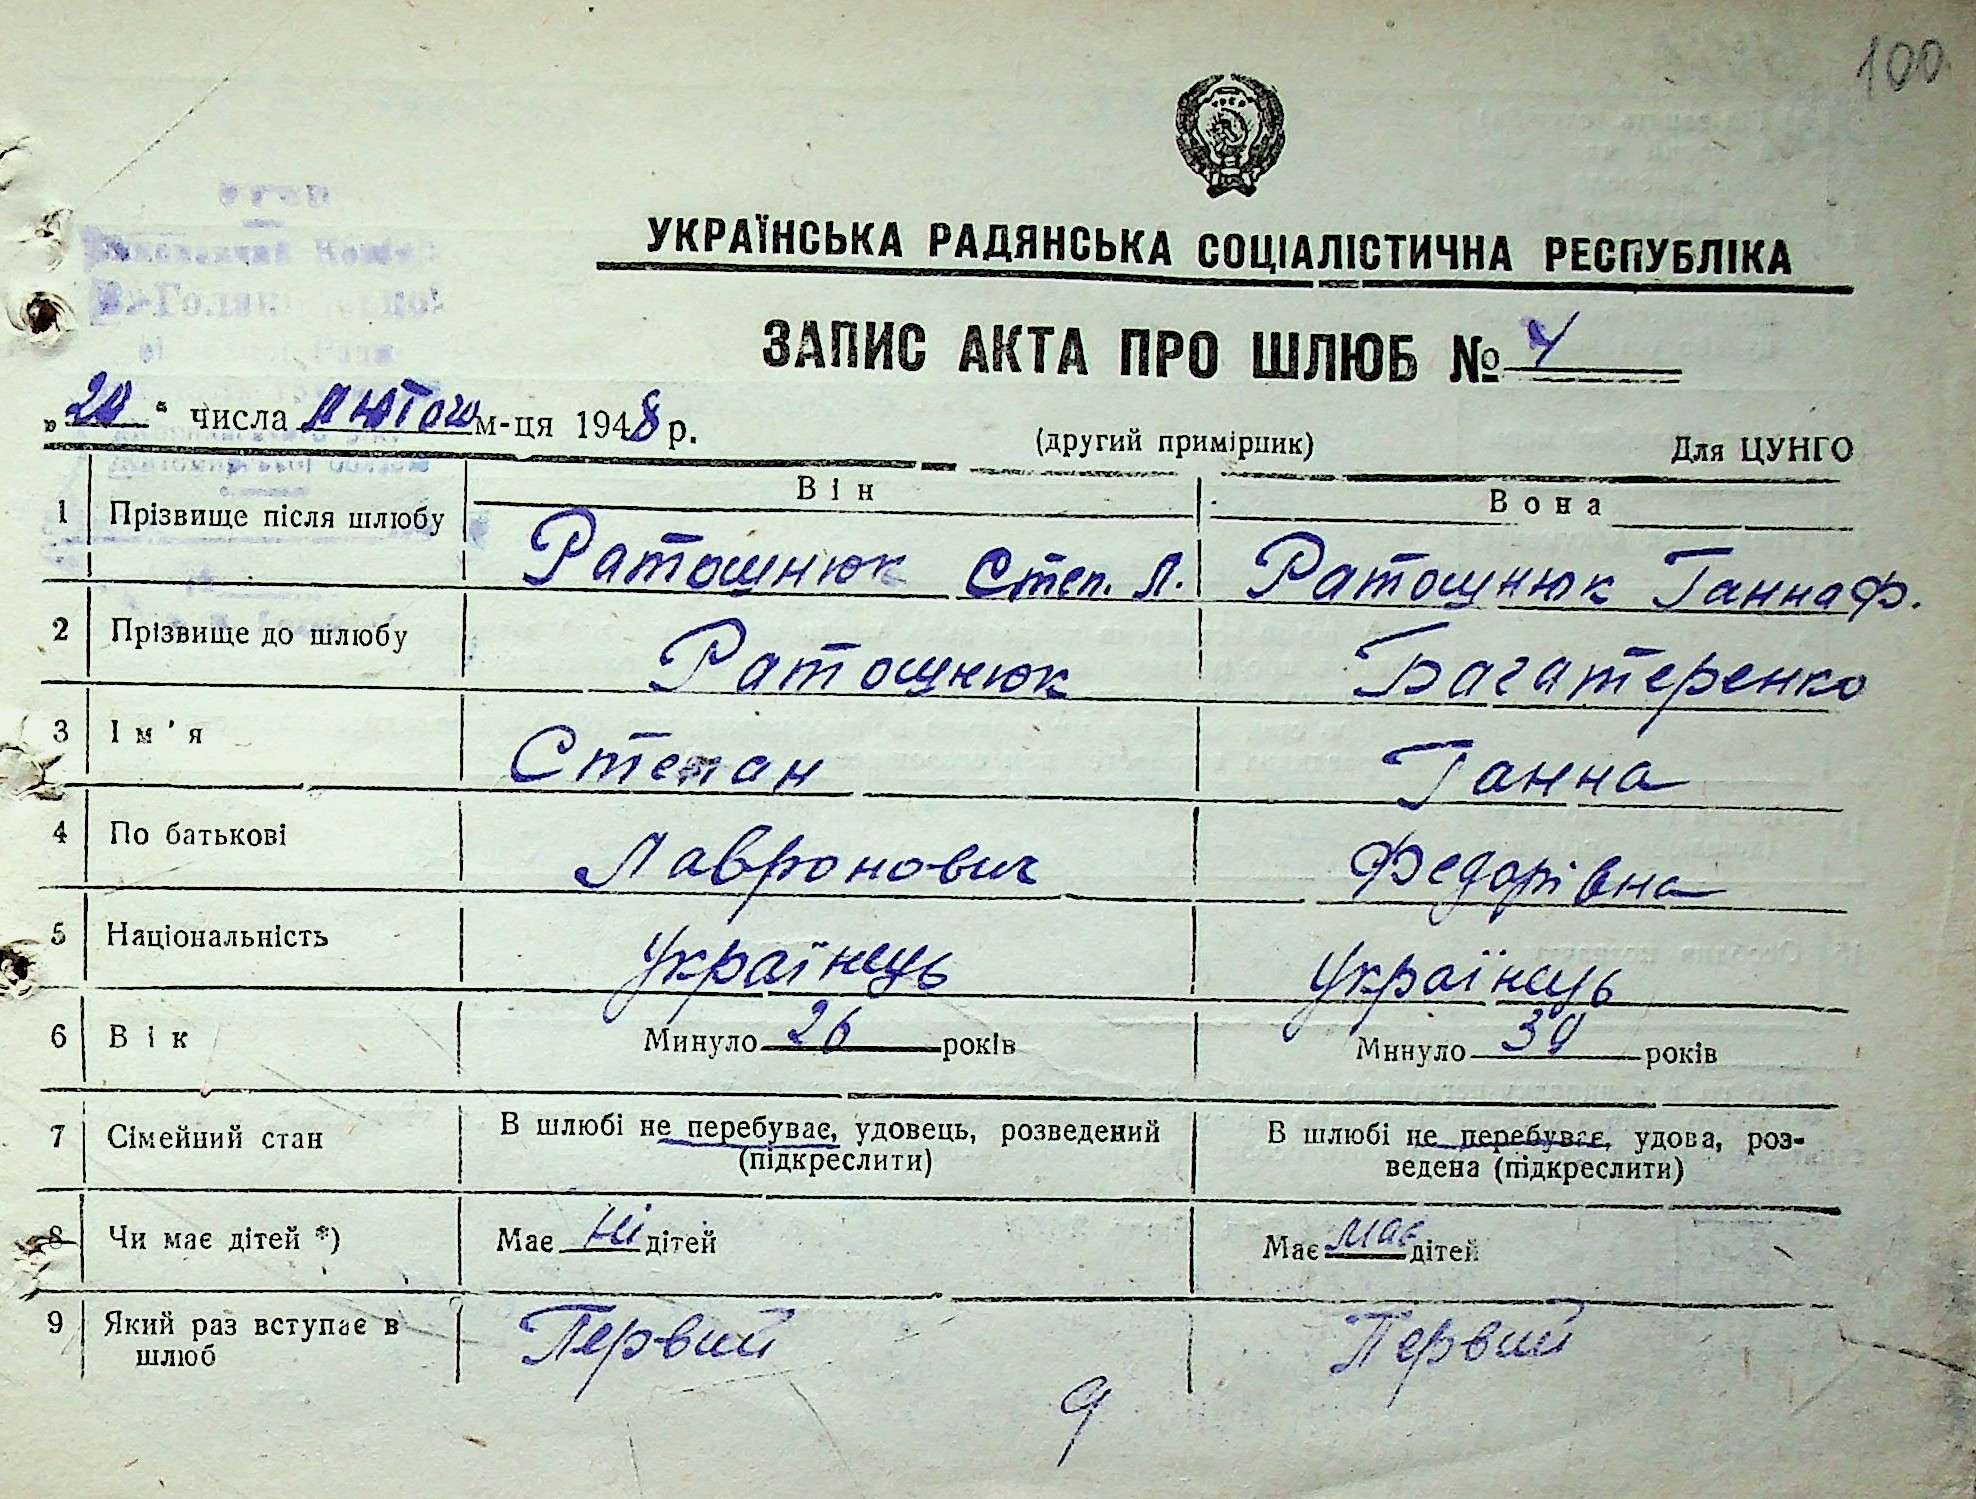 100
УКРАЇНСЬКА РАДЯНСЬКА СОЦІАЛІСТИЧНА РЕСПУБЛІКА
ЗАПИС АКТА ПРО ШЛЮБ № 4
„20“ числа лютого м-ця 1948 р. (другий примірник) Для ЦУНГО
Він Вона
1 Прізвище після шлюбу Ратошнюк Степ. Л. Ратошнюк Ганна Ф.
2 Прізвище до шлюбу Ратошнюк Багатеренко
3 Ім'я Степан Ганна
4 По батькові Лавронович Федорівна
5 Національність Українець Українець
6 Вік Минуло 26 років Минуло 30 років
7 Сімейний стан В шлюбі не перебуває, удовець, розведений В шлюбі не перебуває, удова, роз-
(підкреслити) ведена (підкреслити)
8 Чи має дітей *) Має ні дітей Має має дітей
9 Який раз вступає в Первий Первий
шлюб
9